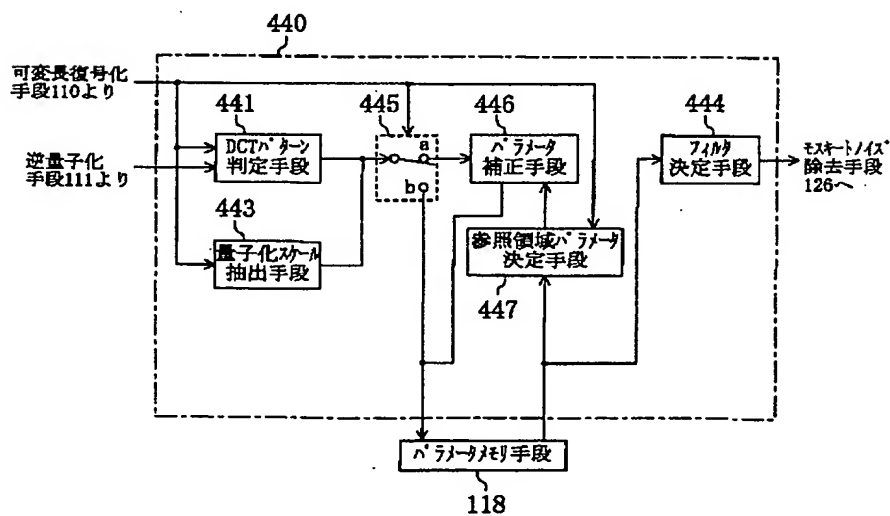 440
可変長復号化
手段110より
441
DCTパターン
判定手段
445
a
b
446
パラメータ
補正手段
444
フィルタ
決定手段
モスキートノイズ
除去手段
126へ
逆量子化
手段111より
443
量子化スケール
抽出手段
参照領域パラメータ
決定手段
447
パラメータメモリ手段
118